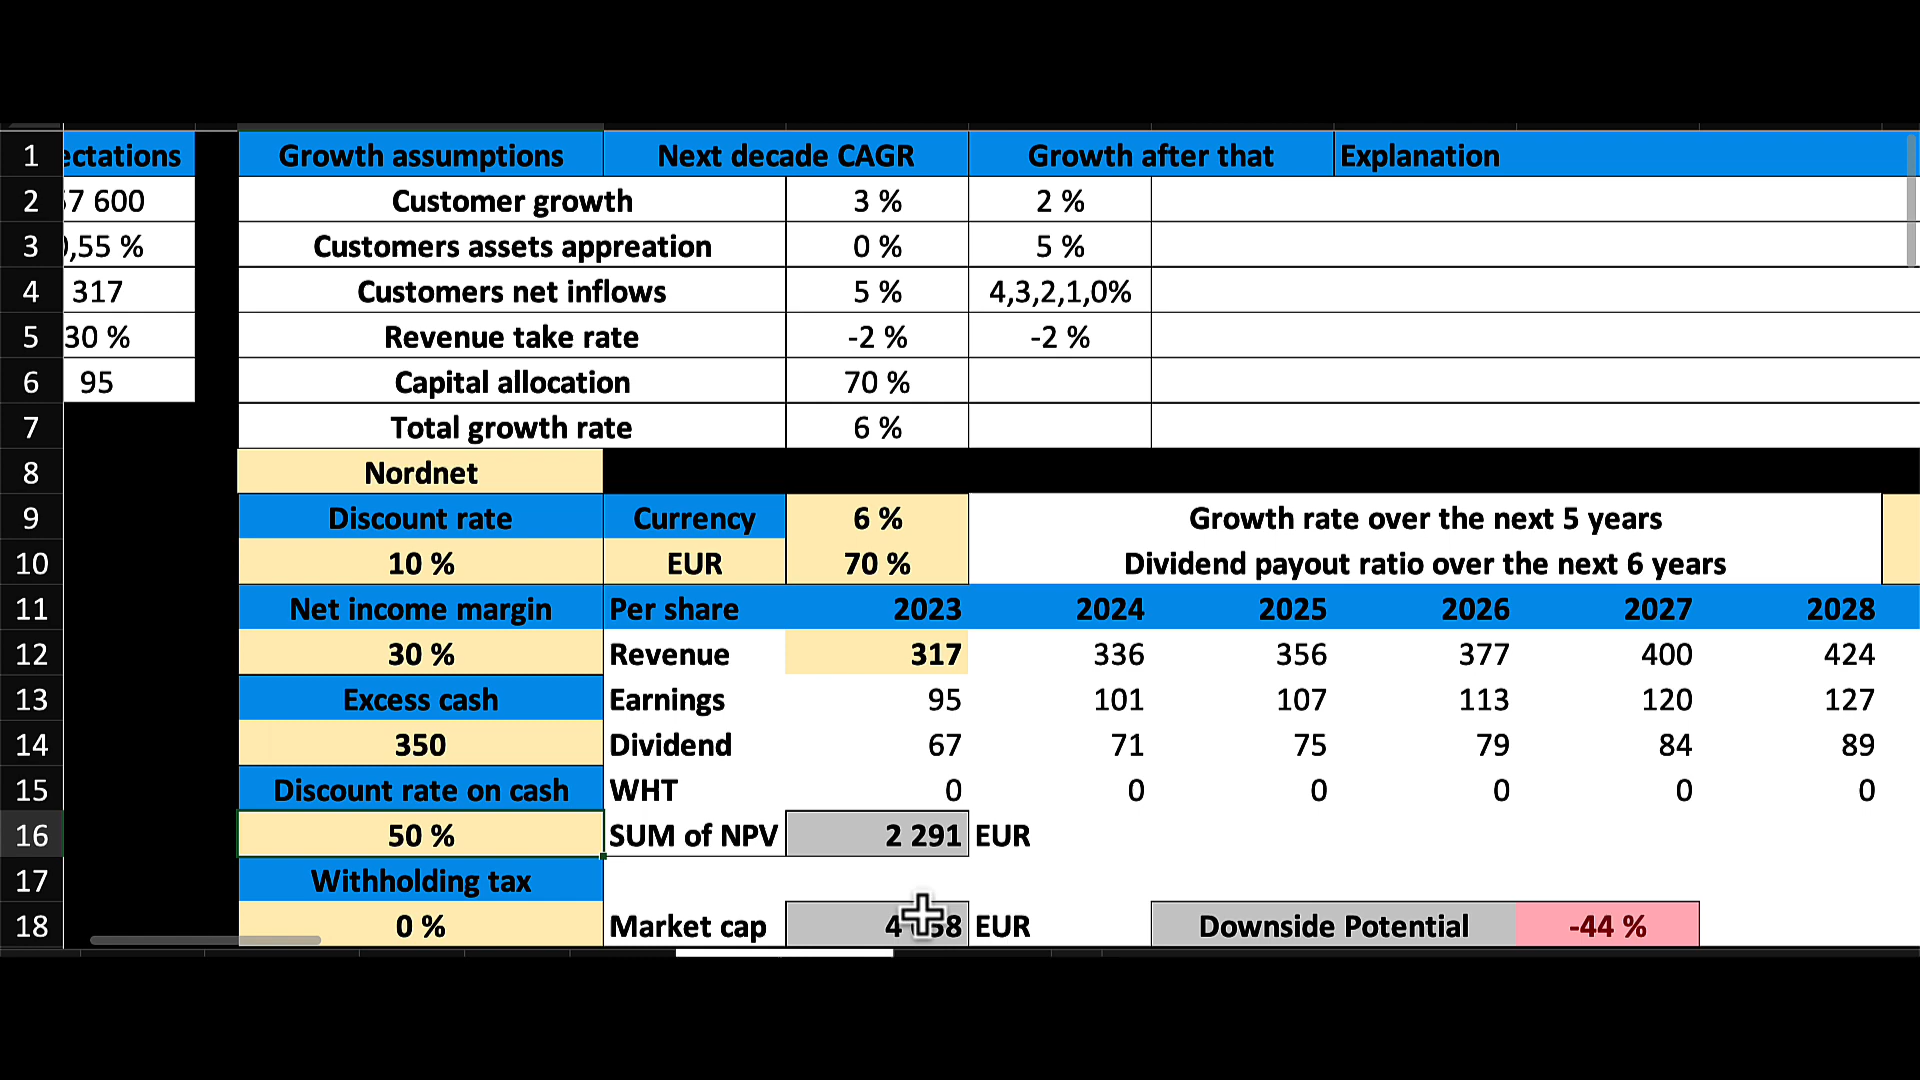 1 ectations Growth assumptions Next decade CAGR Growth after that Explanation
2 7 600 Customer growth 3 % 2 %
3 ,55 % Customers assets appreation 0 % 5 %
4 317 Customers net inflows 5 % 4,3,2,1,0%
5 30 % Revenue take rate -2 % -2 %
6 95 Capital allocation 70 %
7 Total growth rate 6 %
8 Nordnet
9 Discount rate Currency 6 % Growth rate over the next 5 years
10 10 % EUR 70 % Dividend payout ratio over the next 6 years
11 Net income margin Per share 2023 2024 2025 2026 2027 2028
12 30 % Revenue 317 336 356 377 400 424
13 Excess cash Earnings 95 101 107 113 120 127
14 350 Dividend 67 71 75 79 84 89
15 Discount rate on cash WHT 0 0 0 0 0 0
16 50 % SUM of NPV 2 291 EUR
17 Withholding tax
18 0 % Market cap EUR Downside Potential -44 %